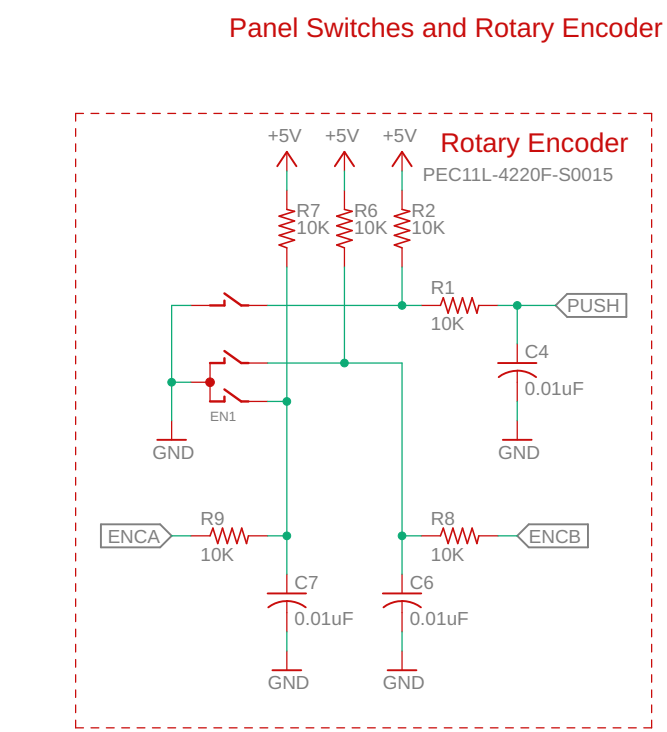 Panel Switches and Rotary Encoder
+5V +5V +5V
Rotary Encoder
PEC11L-4220F-S0015
R7 R6 R2
10K 10K 10K
R1
10K
PUSH
C4
0.01uF
EN1
GND GND
ENCA
R9
10K
R8
10K
ENCB
C7
0.01uF
C6
0.01uF
GND GND